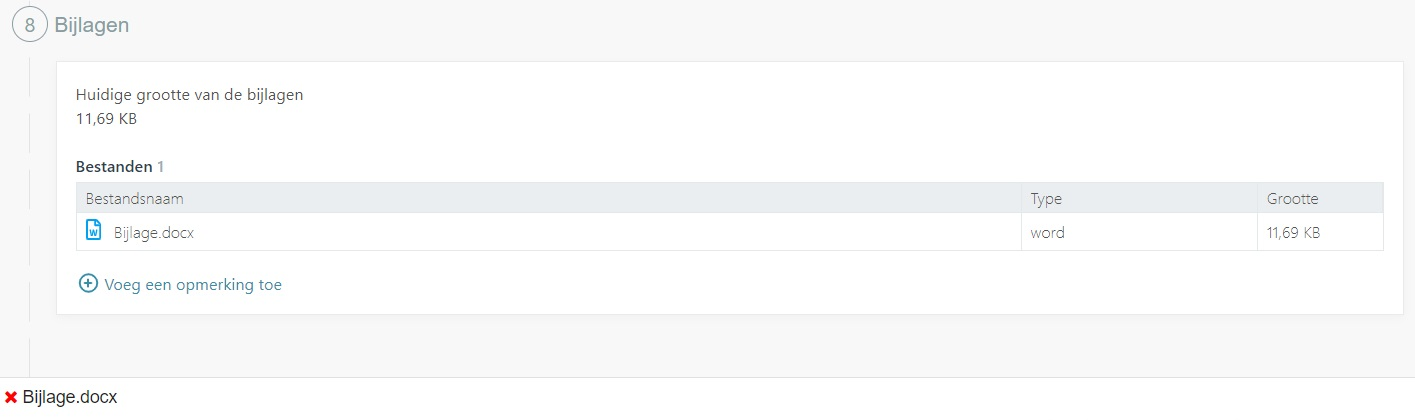 8 Bijlagen
Huidige grootte van de bijlagen
11,69 KB
Bestanden 1
Bestandsnaam Type Grootte
Bijlage.docx word 11,69 KB
Voeg een opmerking toe
Bijlage.docx